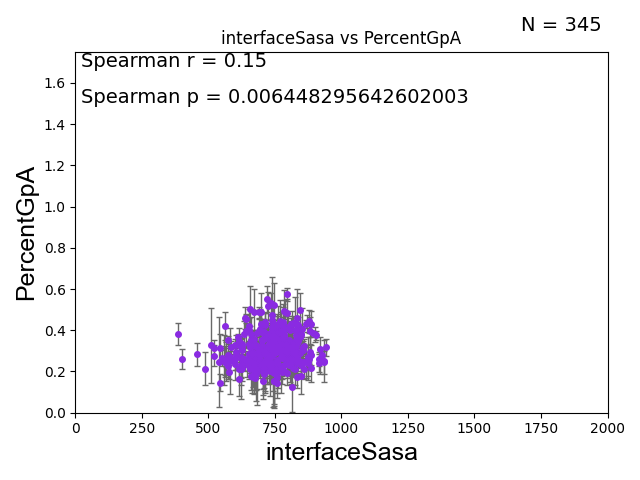 N = 345
interfaceSasa vs PercentGpA
Spearman r = 0.15
Spearman p = 0.006448295642602003
PercentGpA
1.6
1.4
1.2
1.0
0.8
0.6
0.4
0.2
0.0
0 250 500 750 1000 1250 1500 1750 2000
interfaceSasa